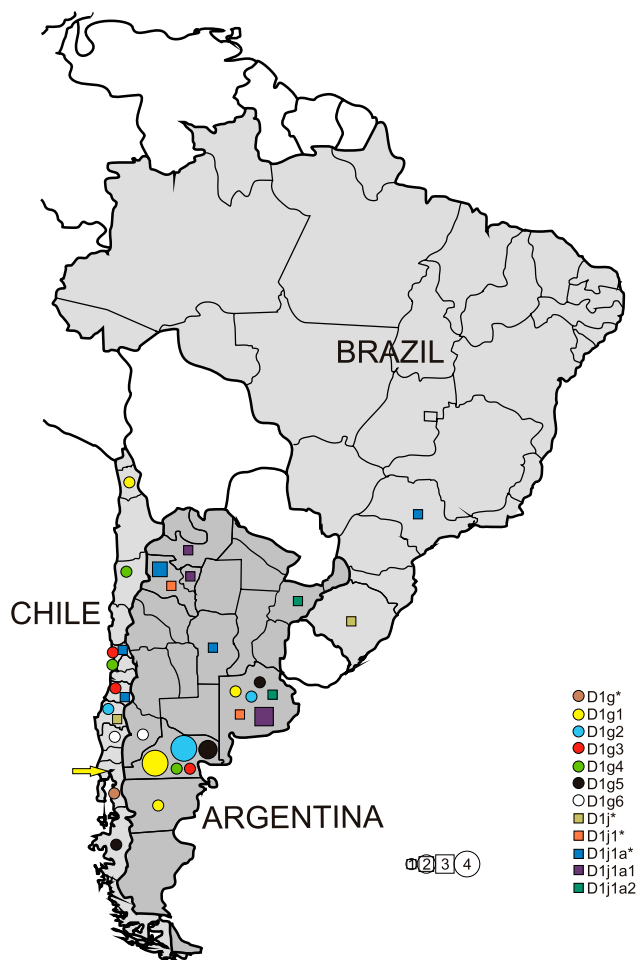 BRAZIL
CHILE
ARGENTINA
D1g*
D1g1
D1g2
D1g3
D1g4
D1g5
D1g6
D1j*
D1j1*
D1j1a*
D1j1a1
D1j1a2
1 2 3 4